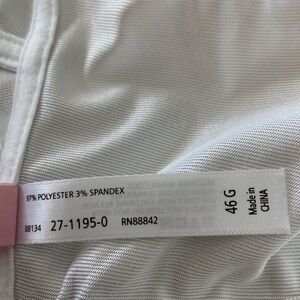 97% POLYESTER 3% SPANDEX
08134 27-1195-0 RN88842
46 G
Made in
CHINA